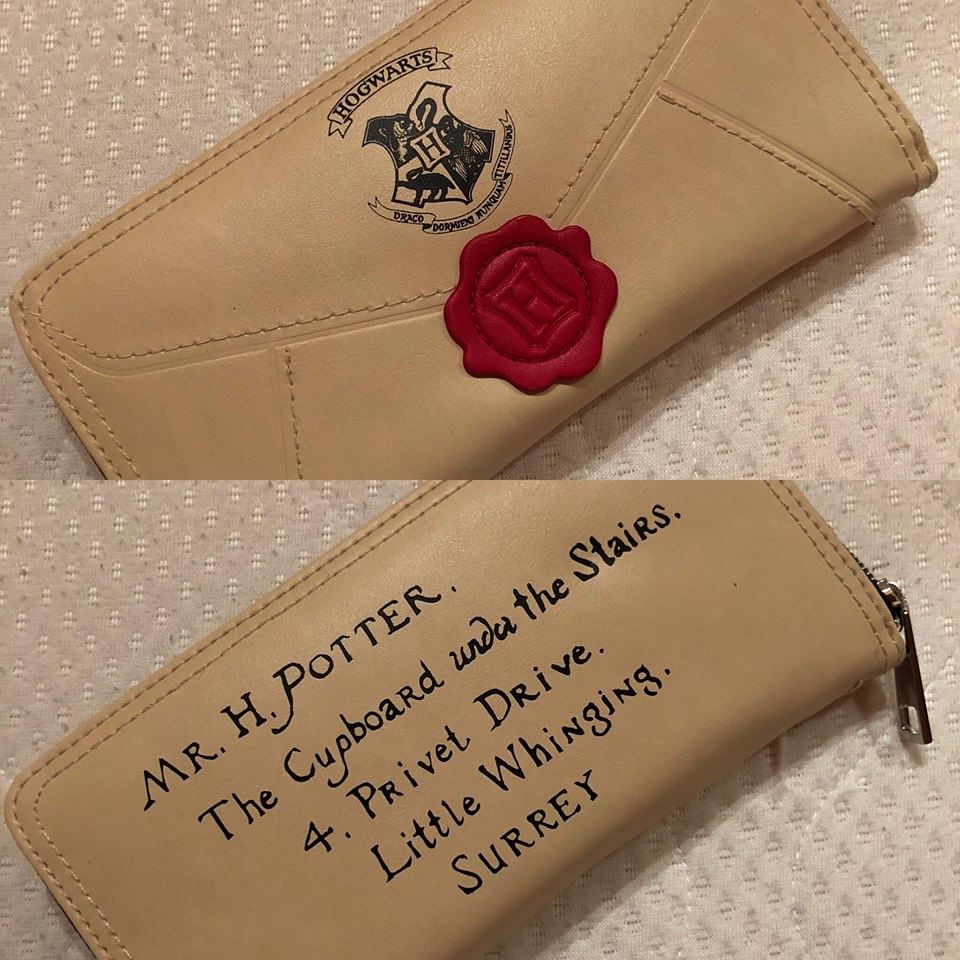 HOGWARTS
H
DRACO DORMIENS NUNQUAM TITILLANDUS
H
MR. H. POTTER.
The Cupboard under the Stairs.
4. Privet Drive.
Little Whinging.
SURREY